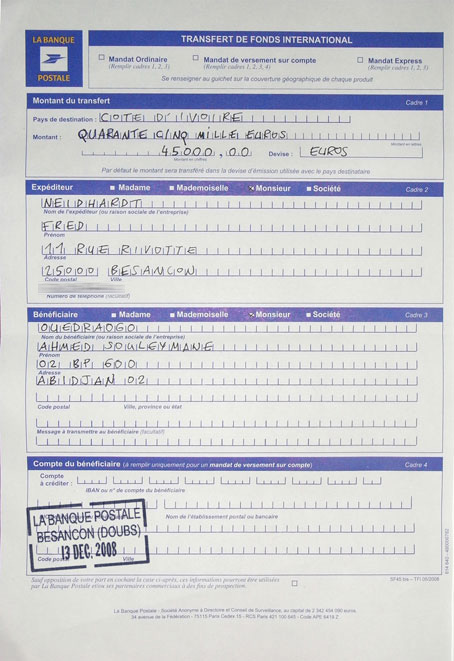 LA BANQUE
POSTALE
TRANSFERT DE FONDS INTERNATIONAL
Mandat Ordinaire
(Remplir cadres 1, 2, 3)
Mandat de versement sur compte
(Remplir cadres 1, 2, 3, 4)
Mandat Express
(Remplir cadres 1, 2, 3)
Se renseigner au guichet sur la couverture géographique de chaque produit
Montant du transfert Cadre 1
Pays de destination : COTE D'IVOIRE
Montant : QUARANTE CINQ MILLE EUROS
Montant en lettres
45000,00 Devise : EUROS
Montant en chiffres
Par défaut le montant sera transféré dans la devise d'émission utilisée avec le pays destinataire
Expéditeur Madame Mademoiselle Monsieur Société Cadre 2
NEIDHARDT
Nom de l'expéditeur (ou raison sociale de l'entreprise)
FRED
Prénom
11 RUE RIVOTTE
Adresse
25000 BESANCON
Code postal Ville
Numéro de téléphone (facultatif)
Bénéficiaire Madame Mademoiselle Monsieur Société Cadre 3
OUEDRAOGO
Nom du bénéficiaire (ou raison sociale de l'entreprise)
AHMED SOULEYMANE
Prénom
02 BP 600
Adresse
ABIDJAN 02
Code postal Ville, province ou état
Message à transmettre au bénéficiaire (facultatif)
Compte du bénéficiaire (à remplir uniquement pour un mandat de versement sur compte) Cadre 4
Compte
à créditer :
IBAN ou n° de compte du bénéficiaire
Nom de l'établissement postal ou bancaire
LA BANQUE POSTALE
BESANCON (DOUBS)
13 DEC. 2008
Code postal Ville
Sauf opposition de votre part en cochant la case ci-après, ces informations pourront être utilisées
par La Banque Postale et/ou ses partenaires commerciaux à des fins de prospection.
La Banque Postale - Société Anonyme à Directoire et Conseil de Surveillance, au capital de 2 342 454 090 euros.
34 avenue de la Fédération - 75115 Paris Cedex 15 - RCS Paris 421 100 645 - Code APE 6419 Z